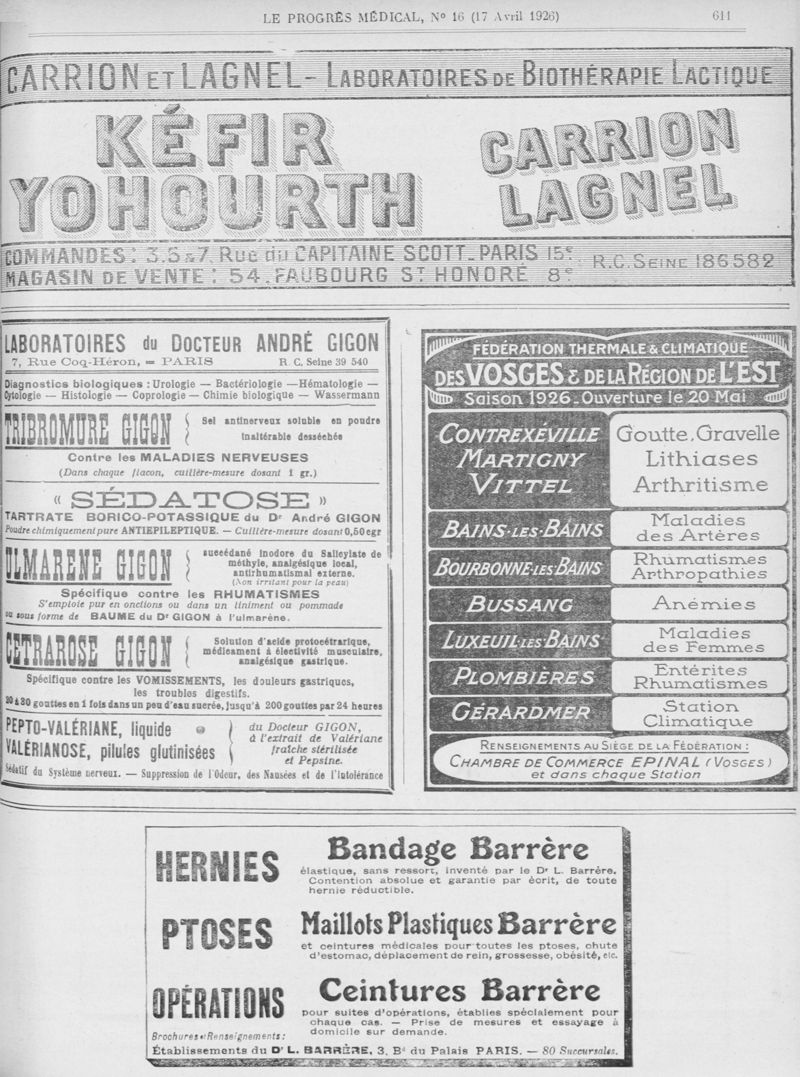 LE PROGRÈS MÉDICAL, No 16 (17 Avril 1926) 611
CARRION ET LAGNEL - LABORATOIRES DE BIOTHÉRAPIE LACTIQUE
KÉFIR
YOHOURTH
CARRION
LAGNEL
COMMANDES: 3.5 & 7. Rue du CAPITAINE SCOTT_PARIS 15e
MAGASIN DE VENTE: 54. FAUBOURG ST HONORÉ 8e
R.C. SEINE 186582
LABORATOIRES du DOCTEUR ANDRÉ GIGON
7, Rue Coq-Héron, = PARIS R. C. Seine 39 540
Diagnostics biologiques : Urologie — Bactériologie —Hématologie —
Cytologie — Histologie — Coprologie — Chimie biologique — Wassermann
TRIBROMURE GIGON
Sel antinerveux soluble en poudre
inaltérable desséchée
Contre les MALADIES NERVEUSES
(Dans chaque flacon, cuillère-mesure dosant 1 gr.)
« SÉDATOSE »
TARTRATE BORICO-POTASSIQUE du Dr André GIGON
Poudre chimiquement pure ANTIEPILEPTIQUE. — Cuillère-mesure dosant 0,50 egr
ULMARENE GIGON
succédané inodore du Salicylate de
méthyle, analgésique local,
antirhumatismal externe.
(Non irritant pour la peau)
Spécifique contre les RHUMATISMES
S'emploie pur en onctions ou dans un liniment ou pommade
ou sous forme de BAUME du Dr GIGON à l'ulmarène.
CETRAROSE GIGON
Solution d'acide protocétrarique,
médicament à électivité musculaire,
analgésique gastrique.
Spécifique contre les VOMISSEMENTS, les douleurs gastriques,
les troubles digestifs.
20 à 30 gouttes en 1 fois dans un peu d'eau sucrée, jusqu'à 200 gouttes par 24 heures
PEPTO-VALÉRIANE, liquide
VALÉRIANOSE, pilules glutinisées
du Docteur GIGON,
à l'extrait de Valériane
fraîche stérilisée
et Pepsine.
Sédatif du Système nerveux. — Suppression de l'Odeur, des Nausées et de l'Intolérance
FÉDÉRATION THERMALE & CLIMATIQUE
DES VOSGES & DE LA RÉGION DE L'EST
Saison 1926_Ouverture le 20 Mai
CONTREXÉVILLE
MARTIGNY
VITTEL
Goutte.Gravelle
Lithiases
Arthritisme
BAINS-LES-BAINS
Maladies
des Artères
BOURBONNE-LES-BAINS
Rhumatismes
Arthropathies
BUSSANG
Anémies
LUXEUIL-LES-BAINS
Maladies
des Femmes
PLOMBIÈRES
Entérites
Rhumatismes
GÉRARDMER
Station
Climatique
RENSEIGNEMENTS AU SIÈGE DE LA FÉDÉRATION :
CHAMBRE DE COMMERCE EPINAL (VOSGES)
et dans chaque Station
HERNIES
Bandage Barrère
élastique, sans ressort, inventé par le Dr L. Barrère.
Contention absolue et garantie par écrit, de toute
hernie réductible.
PTOSES
Maillots Plastiques Barrère
et ceintures médicales pour toutes les ptoses, chute
d'estomac, déplacement de rein, grossesse, obésité, etc.
OPÉRATIONS
Ceintures Barrère
pour suites d'opérations, établies spécialement pour
chaque cas. — Prise de mesures et essayage à
domicile sur demande.
Brochures et Renseignements:
Établissements du Dr L. BARRÈRE, 3, Bd du Palais PARIS. — 80 Succursales.